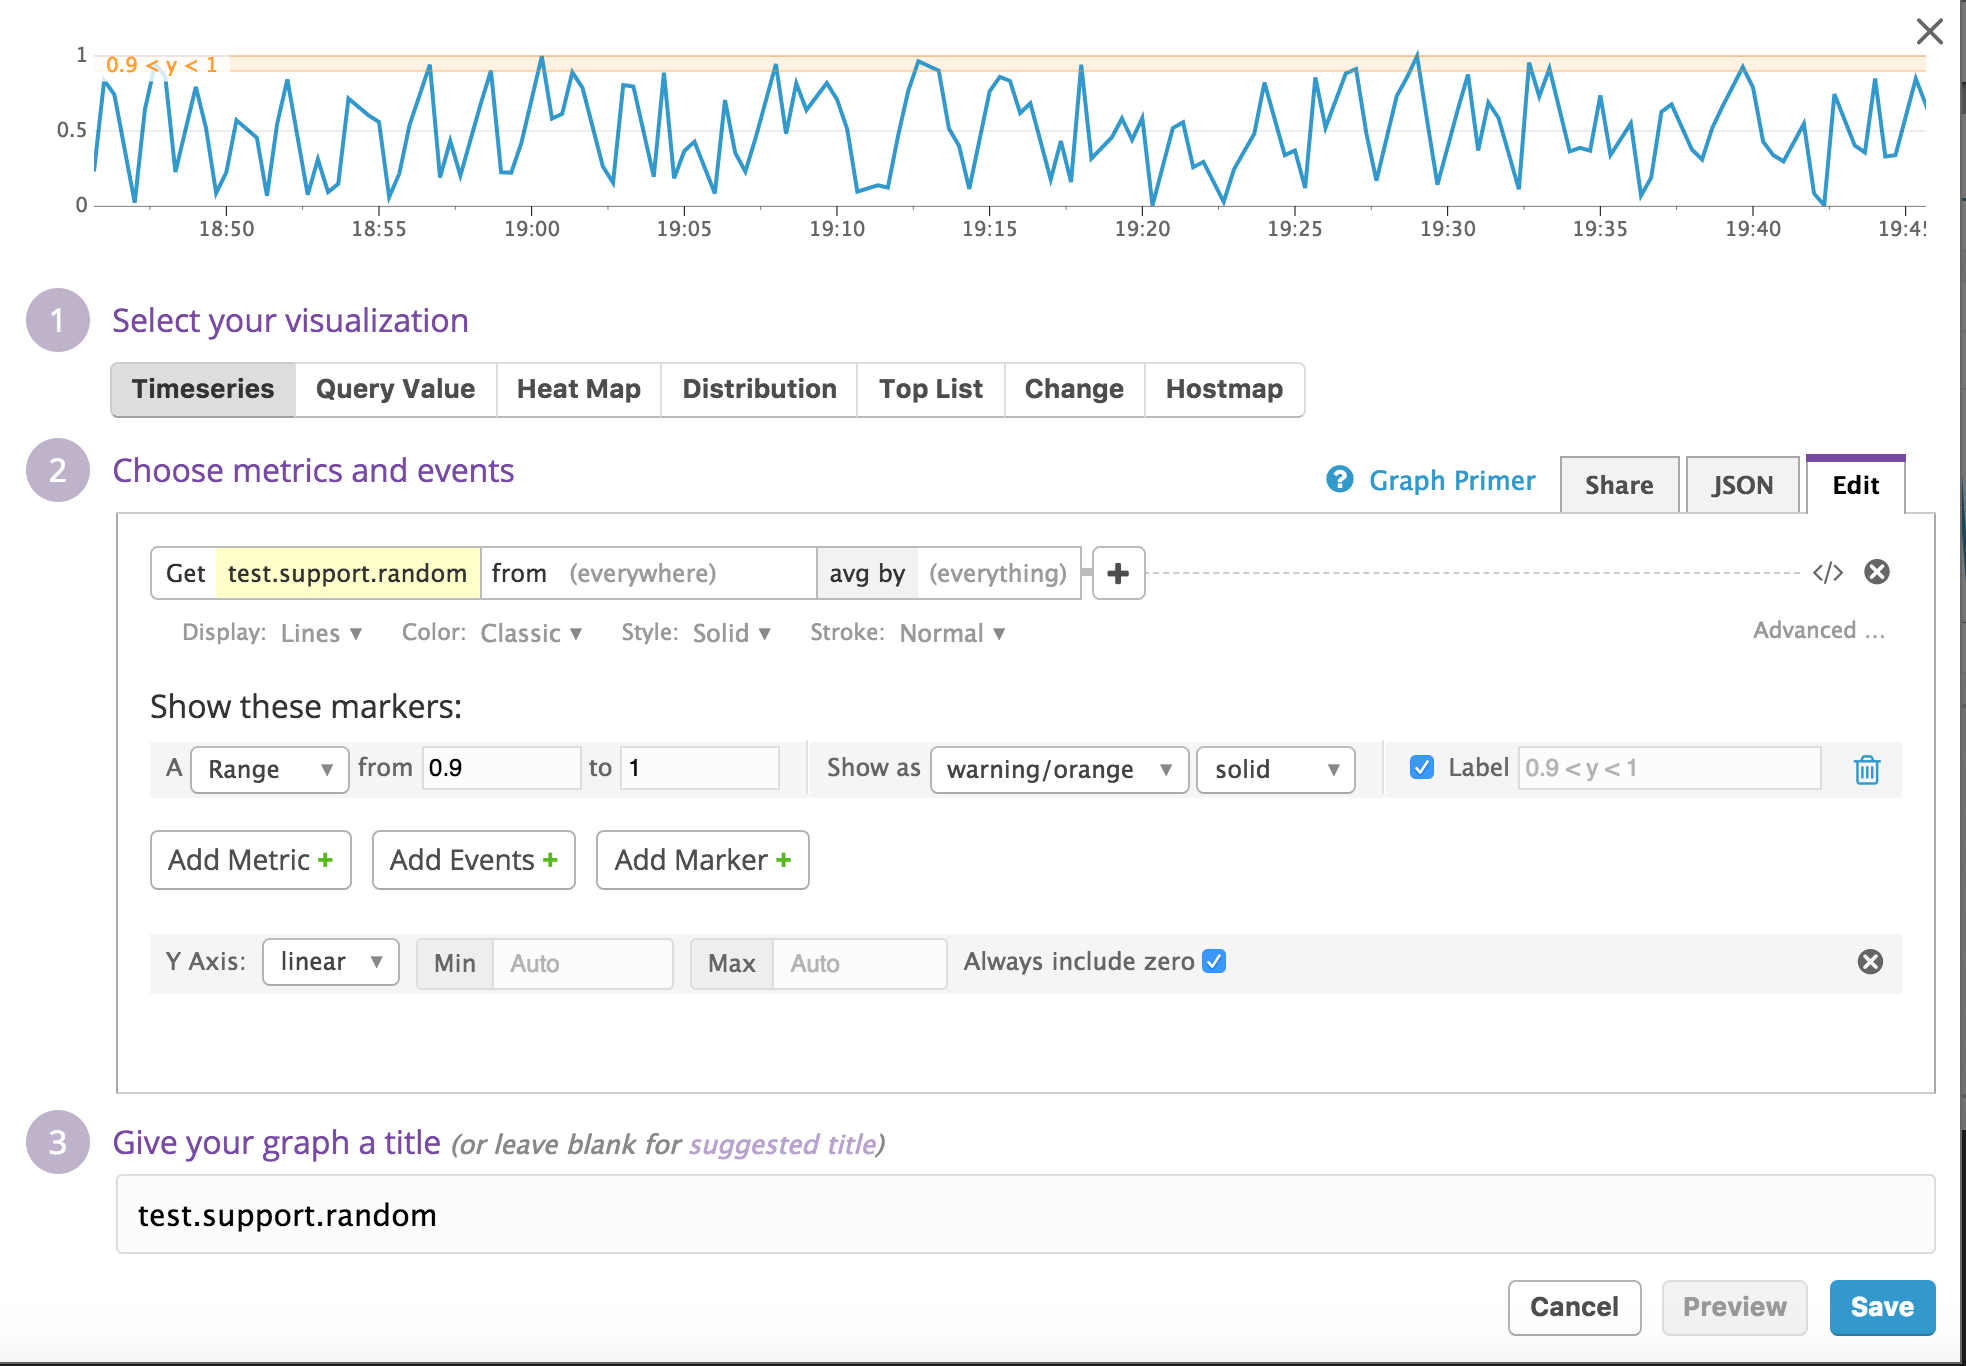 1
0.9 < y < 1
0.5
0
18:50 18:55 19:00 19:05 19:10 19:15 19:20 19:25 19:30 19:35 19:40 19:45
1 Select your visualization
Timeseries Query Value Heat Map Distribution Top List Change Hostmap
2 Choose metrics and events
? Graph Primer Share JSON Edit
Get test.support.random from (everywhere) avg by (everything) + </>
Display: Lines ▼ Color: Classic ▼ Style: Solid ▼ Stroke: Normal ▼ Advanced ...
Show these markers:
A Range ▼ from 0.9 to 1 Show as warning/orange ▼ solid ▼ Label 0.9 < y < 1
Add Metric + Add Events + Add Marker +
Y Axis: linear ▼ Min Auto Max Auto Always include zero
3 Give your graph a title (or leave blank for suggested title)
test.support.random
Cancel Preview Save